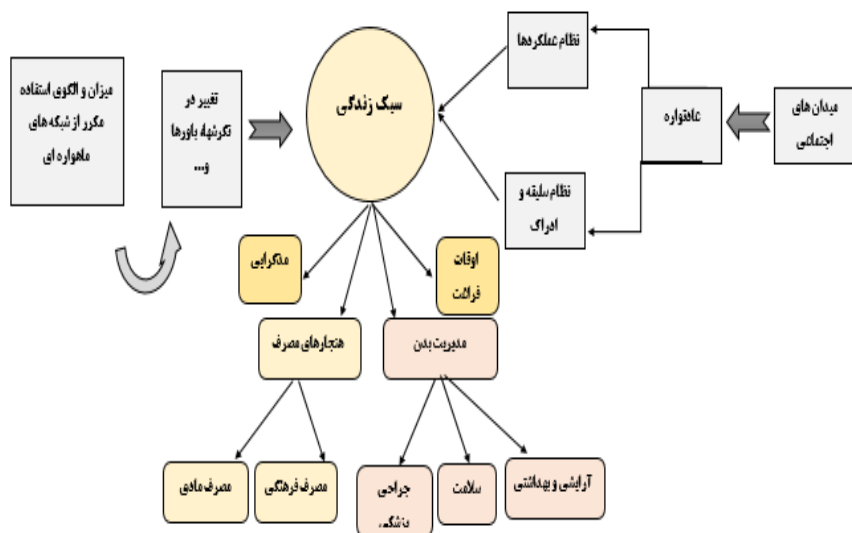 میدان های
اجتماعی
عادتواره
نظام عملکردها
نظام سلیقه و
ادراک
سبک زندگی
تغییر در
نگرشها، باورها
و...
میزان و الگوی استفاده
مکرر از شبکه های
ماهواره ای
اوقات
فراغت
مدگرایی
مدیریت بدن
هنجارهای مصرف
آرایشی و بهداشتی
سلامت
جراحی
پزشکی
مصرف فرهنگی
مصرف مادی